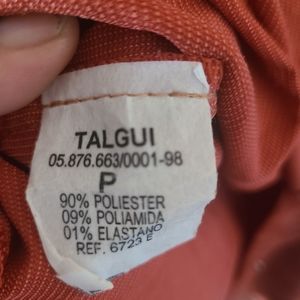 TALGUI
05.876.663/0001-98
P
90% POLIESTER
09% POLIAMIDA
01% ELASTANO
REF. 6723 E